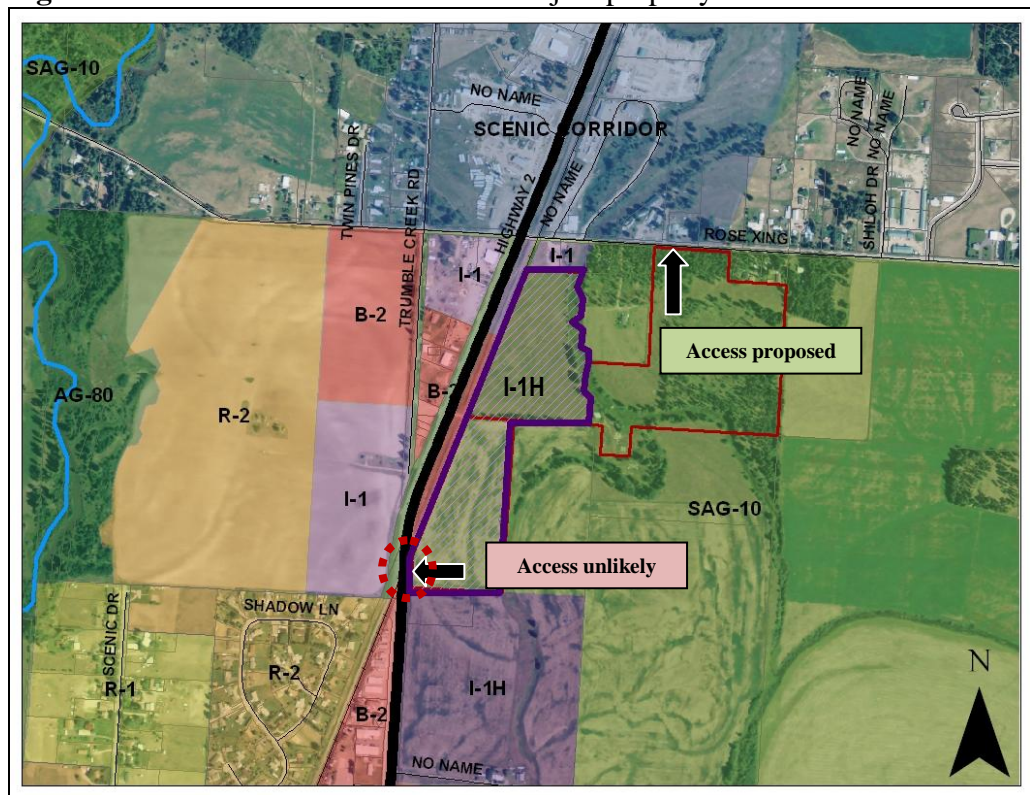 SAG-10
NO NAME
SCENIC CORRIDOR
TWIN PINES DR
TRUMBLE CREEK RD
HIGHWAY 2
NO NAME
NO NAME
NO NAME
SHILOH DR
ROSE XING
I-1
I-1
B-2
Access proposed
AG-80
R-2
I-1H
I-1
SAG-10
Access unlikely
SHADOW LN
SCENIC DR
R-1
R-2
I-1H
B-2
NO NAME
N